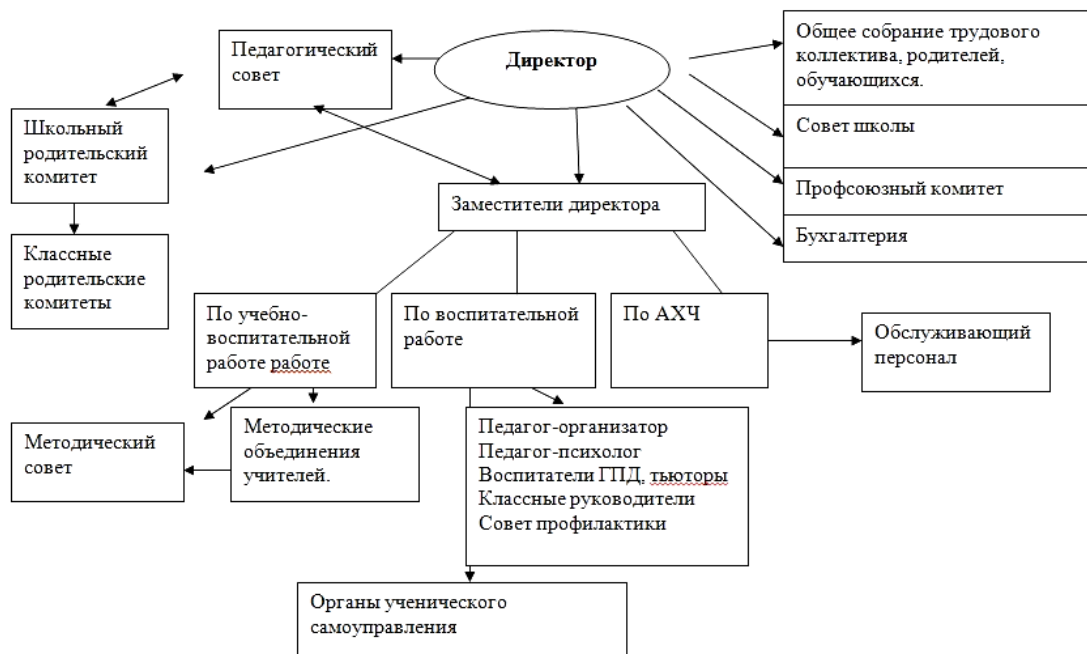 Педагогический
совет
Директор
Общее собрание трудового
коллектива, родителей,
обучающихся.
Школьный
родительский
комитет
Совет школы
Профсоюзный комитет
Заместители директора
Бухгалтерия
Классные
родительские
комитеты
По учебно-
воспитательной
работе работе
По воспитательной
работе
По АХЧ
Обслуживающий
персонал
Методический
совет
Методические
объединения
учителей.
Педагог-организатор
Педагог-психолог
Воспитатели ГПД, тьюторы
Классные руководители
Совет профилактики
Органы ученического
самоуправления